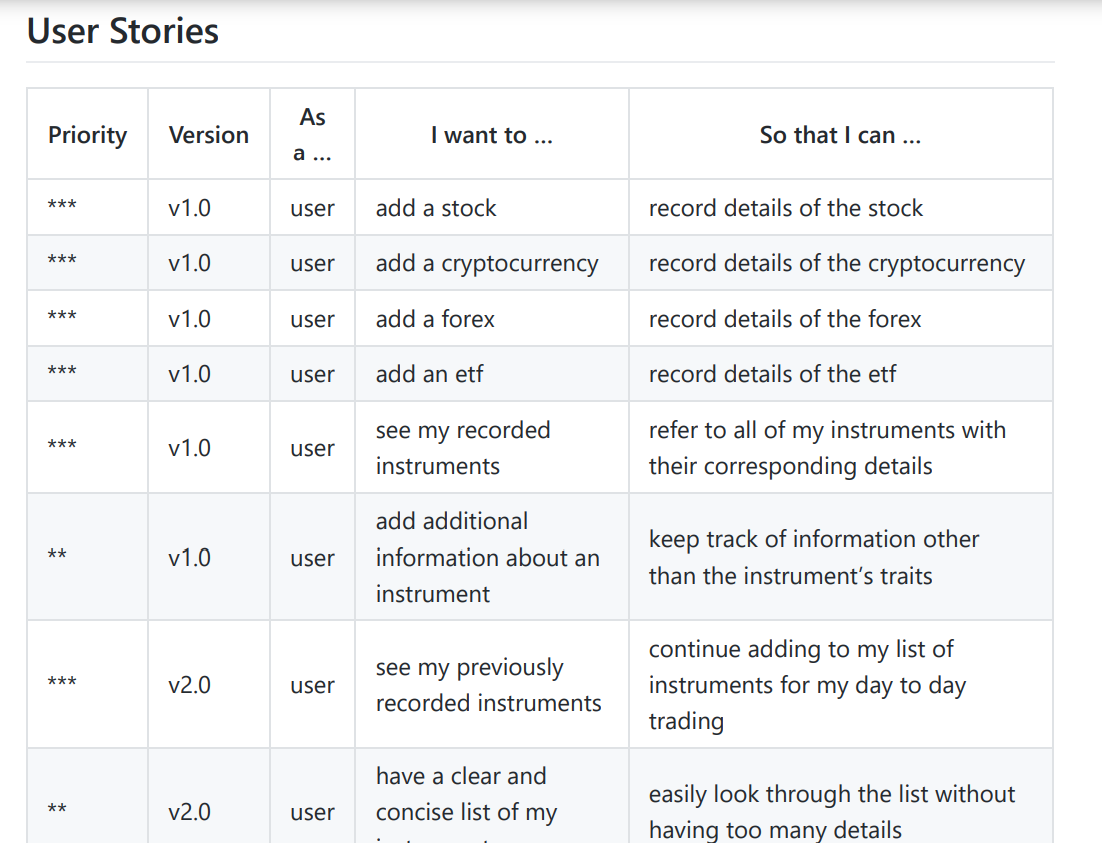 User Stories
Priority Version As a ... I want to ... So that I can ...
*** v1.0 user add a stock record details of the stock
*** v1.0 user add a cryptocurrency record details of the cryptocurrency
*** v1.0 user add a forex record details of the forex
*** v1.0 user add an etf record details of the etf
*** v1.0 user see my recorded instruments refer to all of my instruments with their corresponding details
** v1.0 user add additional information about an instrument keep track of information other than the instrument’s traits
*** v2.0 user see my previously recorded instruments continue adding to my list of instruments for my day to day trading
** v2.0 user have a clear and concise list of my easily look through the list without having too many details